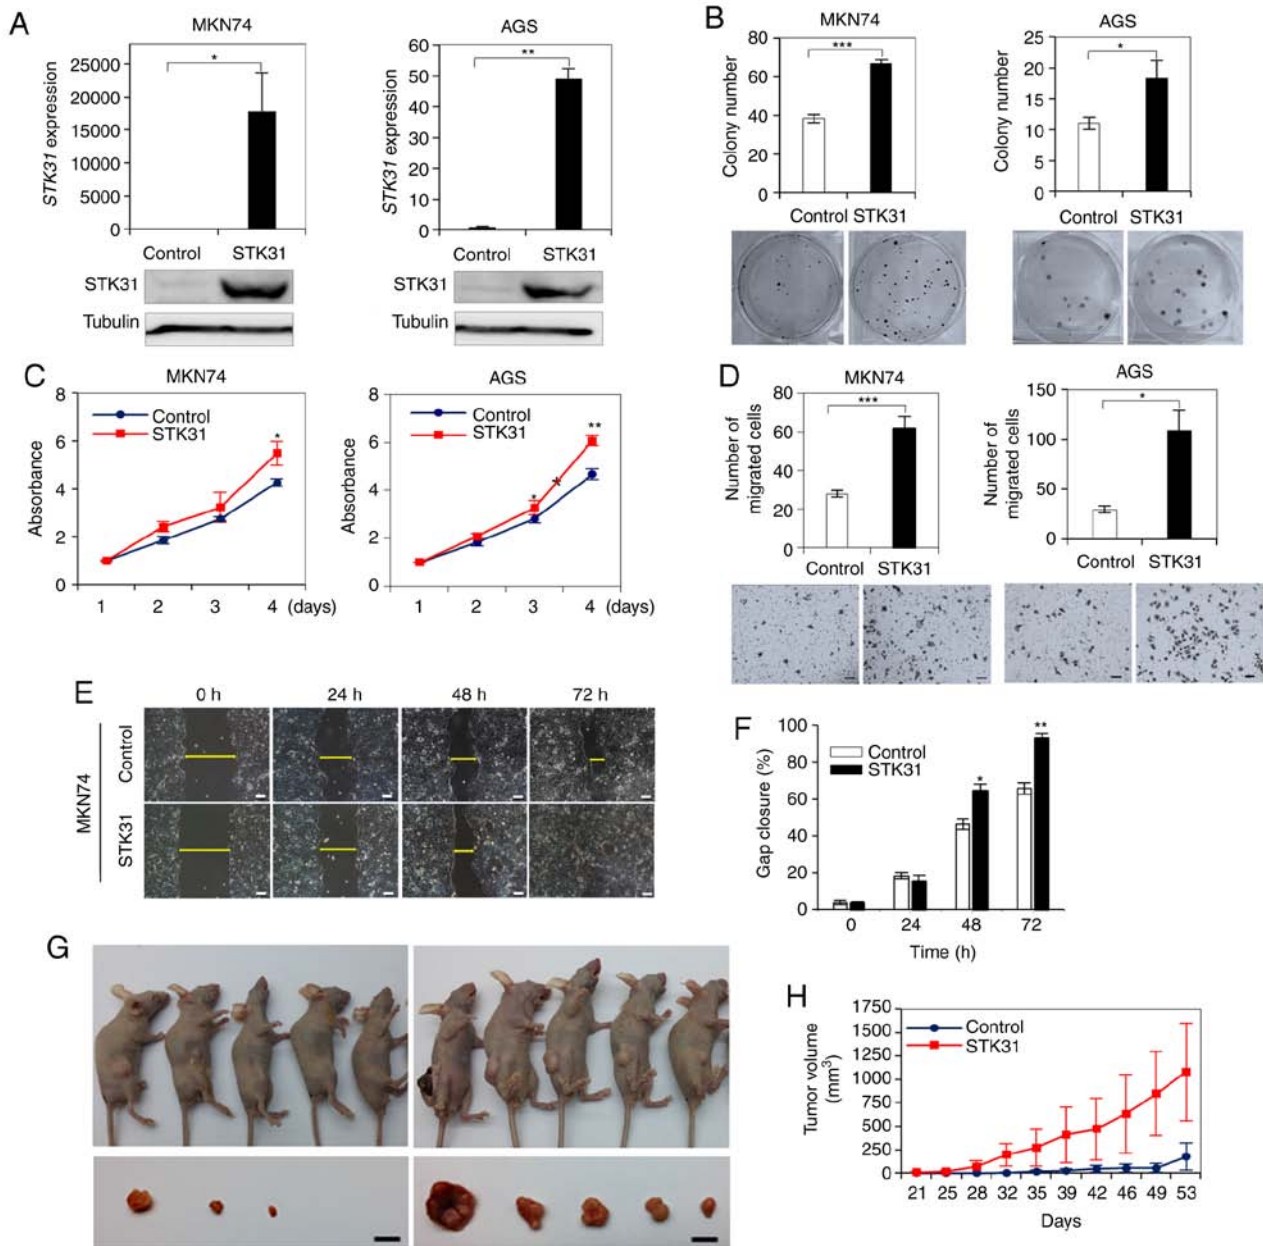 A
MKN74
STK31 expression
25000
20000
15000
10000
5000
0
*
Control STK31
STK31
Tubulin
AGS
STK31 expression
60
50
40
30
20
10
0
**
Control STK31
STK31
Tubulin
B
MKN74
Colony number
80
60
40
20
0
***
Control STK31
AGS
Colony number
25
20
15
10
5
0
*
Control STK31
C
MKN74
Absorbance
8
6
4
2
0
Control
STK31
*
1 2 3 4 (days)
AGS
Absorbance
8
6
4
2
0
Control
STK31
* * **
1 2 3 4 (days)
D
MKN74
Number of
migrated cells
80
60
40
20
0
***
Control STK31
AGS
Number of
migrated cells
150
100
50
0
*
Control STK31
E
0 h 24 h 48 h 72 h
MKN74
Control
STK31
F
Gap closure (%)
100
80
60
40
20
0
Control
STK31
*
**
0 24 48 72
Time (h)
G
H
Tumor volume
(mm³)
1750
1500
1250
1000
750
500
250
0
Control
STK31
21 25 28 32 35 39 42 46 49 53
Days